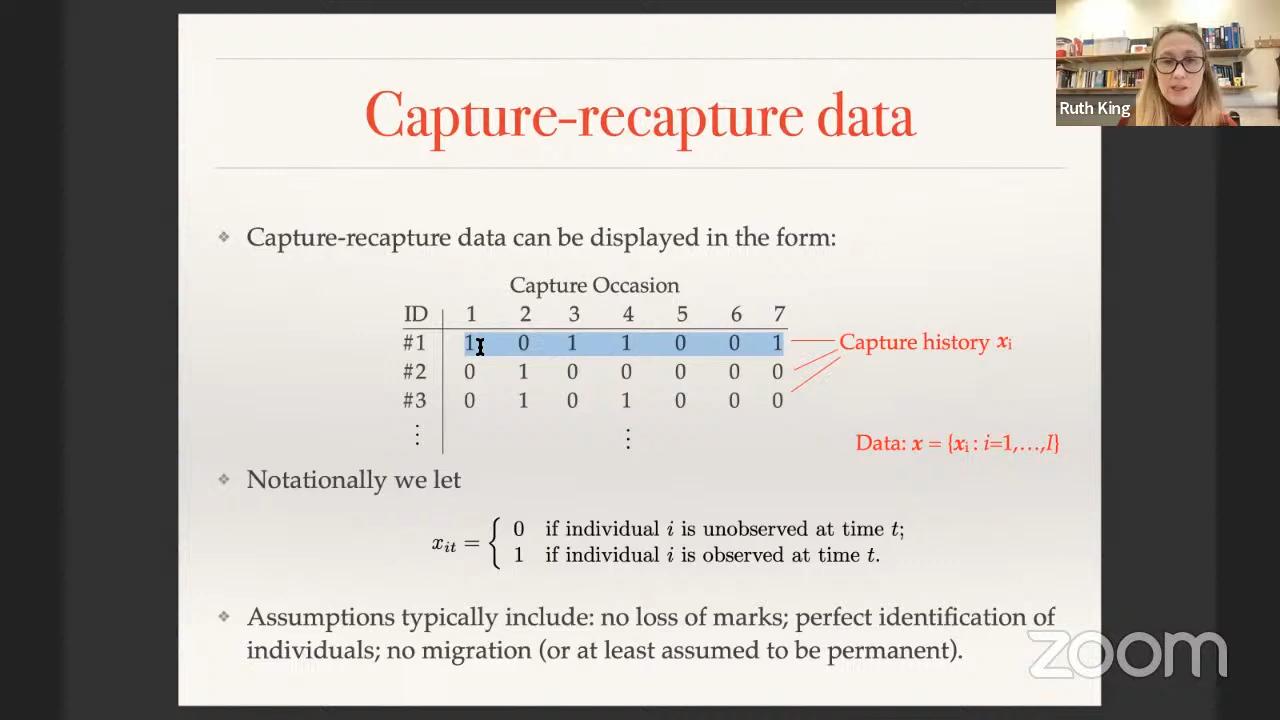 Capture-recapture data
Ruth King
❖ Capture-recapture data can be displayed in the form:
Capture Occasion
ID 1 2 3 4 5 6 7
#1 1 0 1 1 0 0 1
Capture history xᵢ
#2 0 1 0 0 0 0 0
#3 0 1 0 1 0 0 0
⋮ ⋮
Data: x = {xᵢ : i=1,…,I}
❖ Notationally we let
xᵢₜ = { 0 if individual i is unobserved at time t;
1 if individual i is observed at time t.
❖ Assumptions typically include: no loss of marks; perfect identification of
individuals; no migration (or at least assumed to be permanent).
zoom